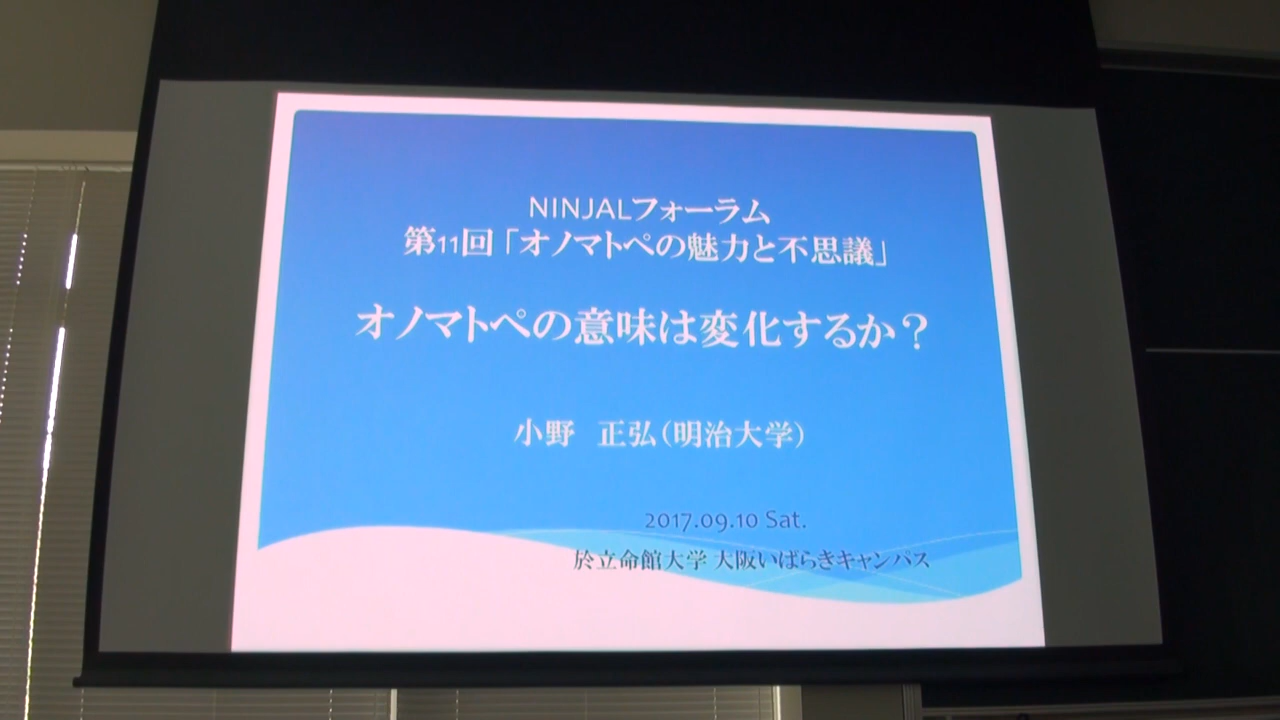 NINJALフォーラム
第11回「オノマトペの魅力と不思議」
オノマトペの意味は変化するか？
小野　正弘（明治大学）
2017.09.10 Sat.
於立命館大学 大阪いばらきキャンパス